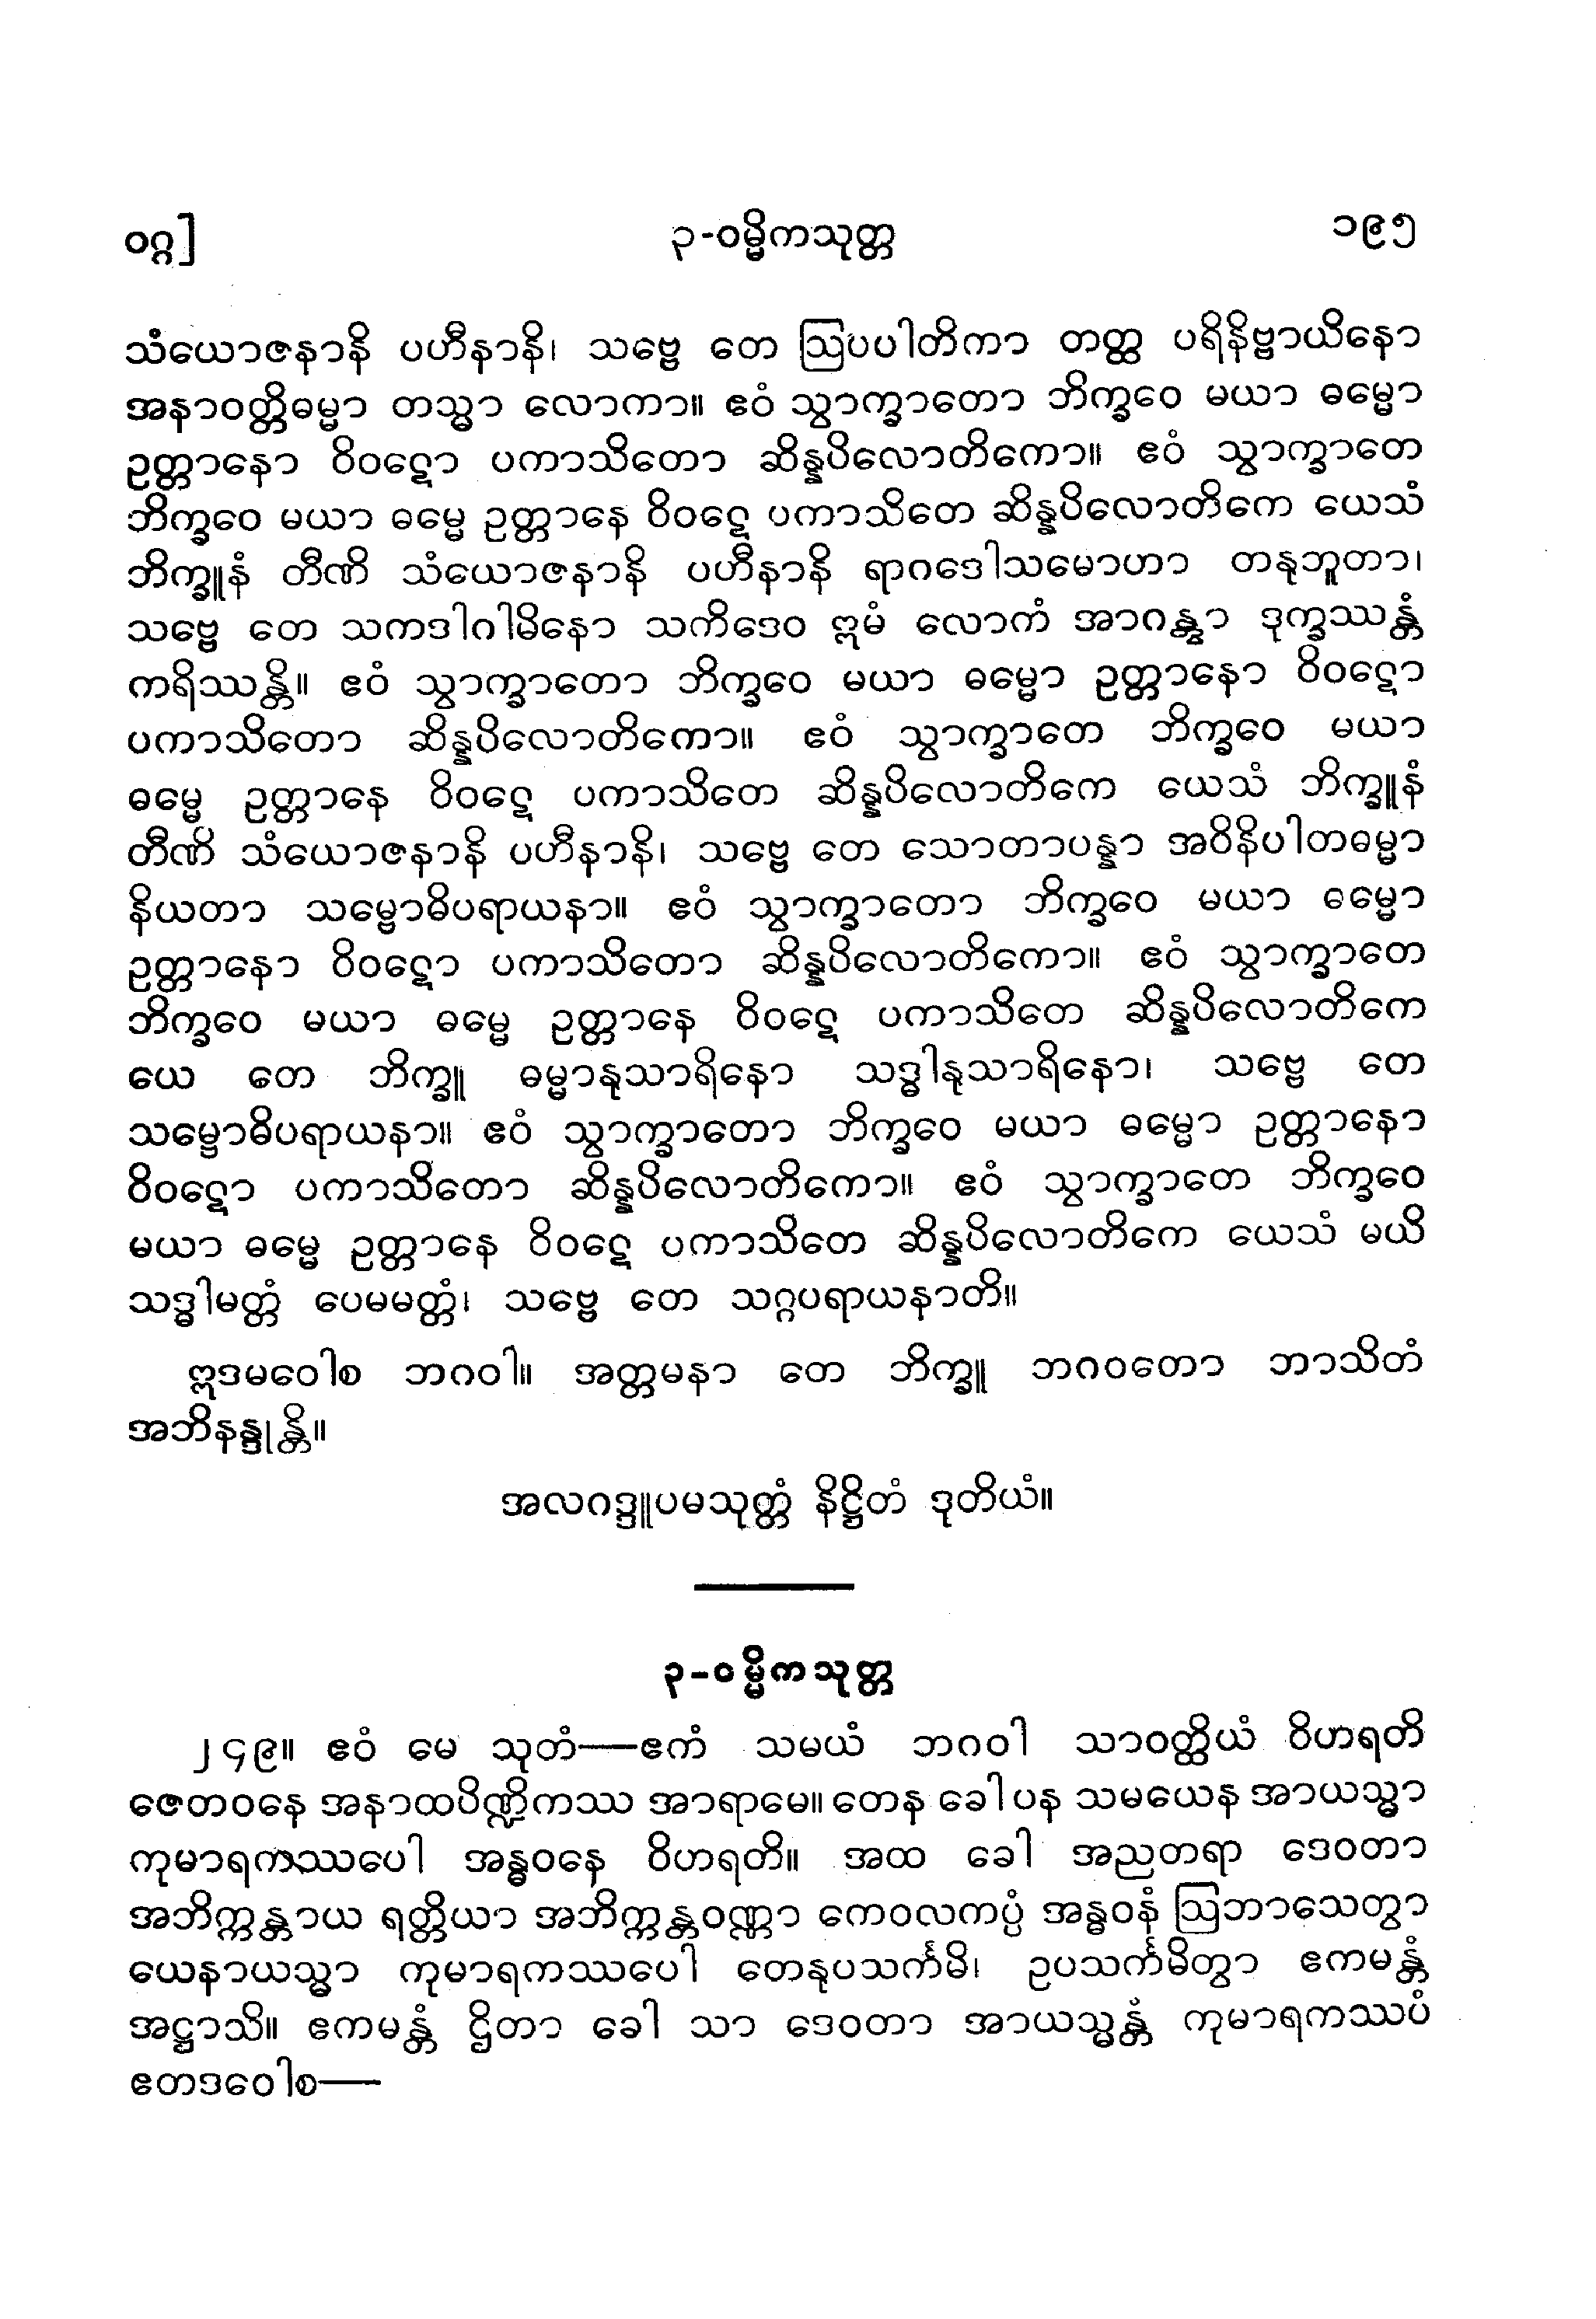 ဝဂ္ဂ] ၃-ဝမ္မိကသုတ္တ ၁၉၅
သံယောဇနာနိ ပဟီနာနိ၊ သဗ္ဗေ တေ ဩပပါတိကာ တတ္ထ ပရိနိဗ္ဗာယိနော
အနာဝတ္တိဓမ္မာ တသ္မာ လောကာ။ ဧဝံ သွာက္ခာတော ဘိက္ခဝေ မယာ ဓမ္မော
ဥတ္တာနော ဝိဝဋော ပကာသိတော ဆိန္နပိလောတိကော။ ဧဝံ သွာက္ခာတေ
ဘိက္ခဝေ မယာ ဓမ္မေ ဥတ္တာနေ ဝိဝဋေ ပကာသိတေ ဆိန္နပိလောတိကေ ယေသံ
ဘိက္ခူနံ တီဏိ သံယောဇနာနိ ပဟီနာနိ ရာဂဒေါသမောဟာ တနုဘူတာ၊
သဗ္ဗေ တေ သကဒါဂါမိနော သကိဒေဝ ဣမံ လောကံ အာဂန္တွာ ဒုက္ခဿန္တံ
ကရိဿန္တိ။ ဧဝံ သွာက္ခာတော ဘိက္ခဝေ မယာ ဓမ္မော ဥတ္တာနော ဝိဝဋော
ပကာသိတော ဆိန္နပိလောတိကော။ ဧဝံ သွာက္ခာတေ ဘိက္ခဝေ မယာ
ဓမ္မေ ဥတ္တာနေ ဝိဝဋေ ပကာသိတေ ဆိန္နပိလောတိကေ ယေသံ ဘိက္ခူနံ
တီဏိ သံယောဇနာနိ ပဟီနာနိ၊ သဗ္ဗေ တေ သောတာပန္နာ အဝိနိပါတဓမ္မာ
နိယတာ သမ္ဗောဓိပရာယနာ။ ဧဝံ သွာက္ခာတော ဘိက္ခဝေ မယာ ဓမ္မော
ဥတ္တာနော ဝိဝဋော ပကာသိတော ဆိန္နပိလောတိကော။ ဧဝံ သွာက္ခာတေ
ဘိက္ခဝေ မယာ ဓမ္မေ ဥတ္တာနေ ဝိဝဋေ ပကာသိတေ ဆိန္နပိလောတိကေ
ယေ တေ ဘိက္ခူ ဓမ္မာနုသာရိနော သဒ္ဓါနုသာရိနော၊ သဗ္ဗေ တေ
သမ္ဗောဓိပရာယနာ။ ဧဝံ သွာက္ခာတော ဘိက္ခဝေ မယာ ဓမ္မော ဥတ္တာနော
ဝိဝဋော ပကာသိတော ဆိန္နပိလောတိကော။ ဧဝံ သွာက္ခာတေ ဘိက္ခဝေ
မယာ ဓမ္မေ ဥတ္တာနေ ဝိဝဋေ ပကာသိတေ ဆိန္နပိလောတိကေ ယေသံ မယိ
သဒ္ဓါမတ္တံ ပေမမတ္တံ၊ သဗ္ဗေ တေ သဂ္ဂပရာယနာတိ။
ဣဒမဝေါစ ဘဂဝါ။ အတ္တမနာ တေ ဘိက္ခူ ဘဂဝတော ဘာသိတံ
အဘိနန္ဒုန္တိ။
အလဂဒ္ဒူပမသုတ္တံ နိဋ္ဌိတံ ဒုတိယံ။
၃-ဝမ္မိကသုတ္တ
၂၄၉။ ဧဝံ မေ သုတံ—ဧကံ သမယံ ဘဂဝါ သာဝတ္ထိယံ ဝိဟရတိ
ဇေတဝနေ အနာထပိဏ္ဍိကဿ အာရာမေ။ တေန ခေါ ပန သမယေန အာယသ္မာ
ကုမာရကဿပေါ အန္ဓဝနေ ဝိဟရတိ။ အထ ခေါ အညတရာ ဒေဝတာ
အဘိက္ကန္တာယ ရတ္တိယာ အဘိက္ကန္တဝဏ္ဏာ ကေဝလကပ္ပံ အန္ဓဝနံ ဩဘာသေတွာ
ယေနာယသ္မာ ကုမာရကဿပေါ တေနုပသင်္ကမိ၊ ဥပသင်္ကမိတွာ ဧကမန္တံ
အဋ္ဌာသိ။ ဧကမန္တံ ဌိတာ ခေါ သာ ဒေဝတာ အာယသ္မန္တံ ကုမာရကဿပံ
ဧတဒဝေါစ—